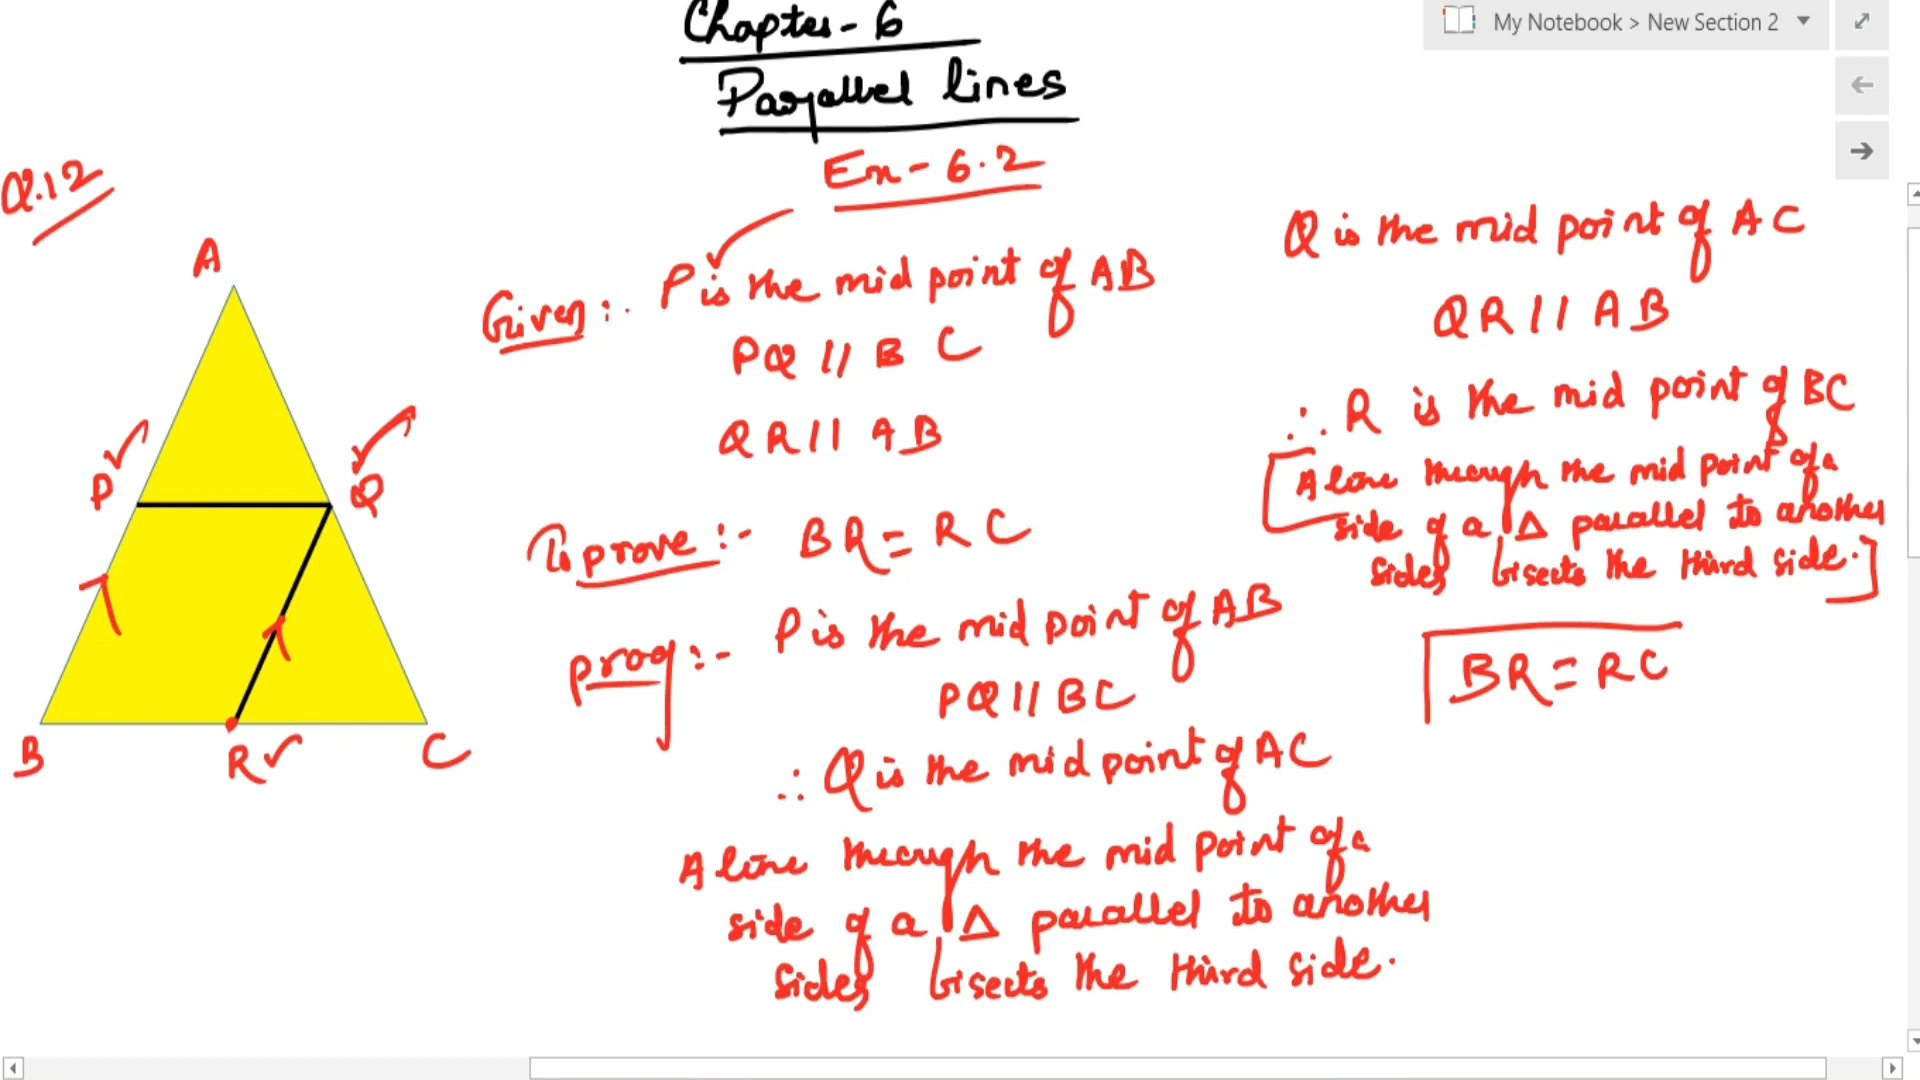 Chapter - 6
Parallel lines
Ex - 6.2
My Notebook > New Section 2
Q.12
A
P
Q
B
R
C
Given :- P is the mid point of AB
PQ // BC
QR // AB
To prove :- BR = RC
proof :- P is the mid point of AB
PQ // BC
∴ Q is the mid point of AC
A line through the mid point of a
side of a Δ parallel to another
sides bisects the third side.
Q is the mid point of AC
QR // AB
∴ R is the mid point of BC
[A line through the mid point of a
side of a Δ parallel to another
sides bisects the third side.]
BR = RC